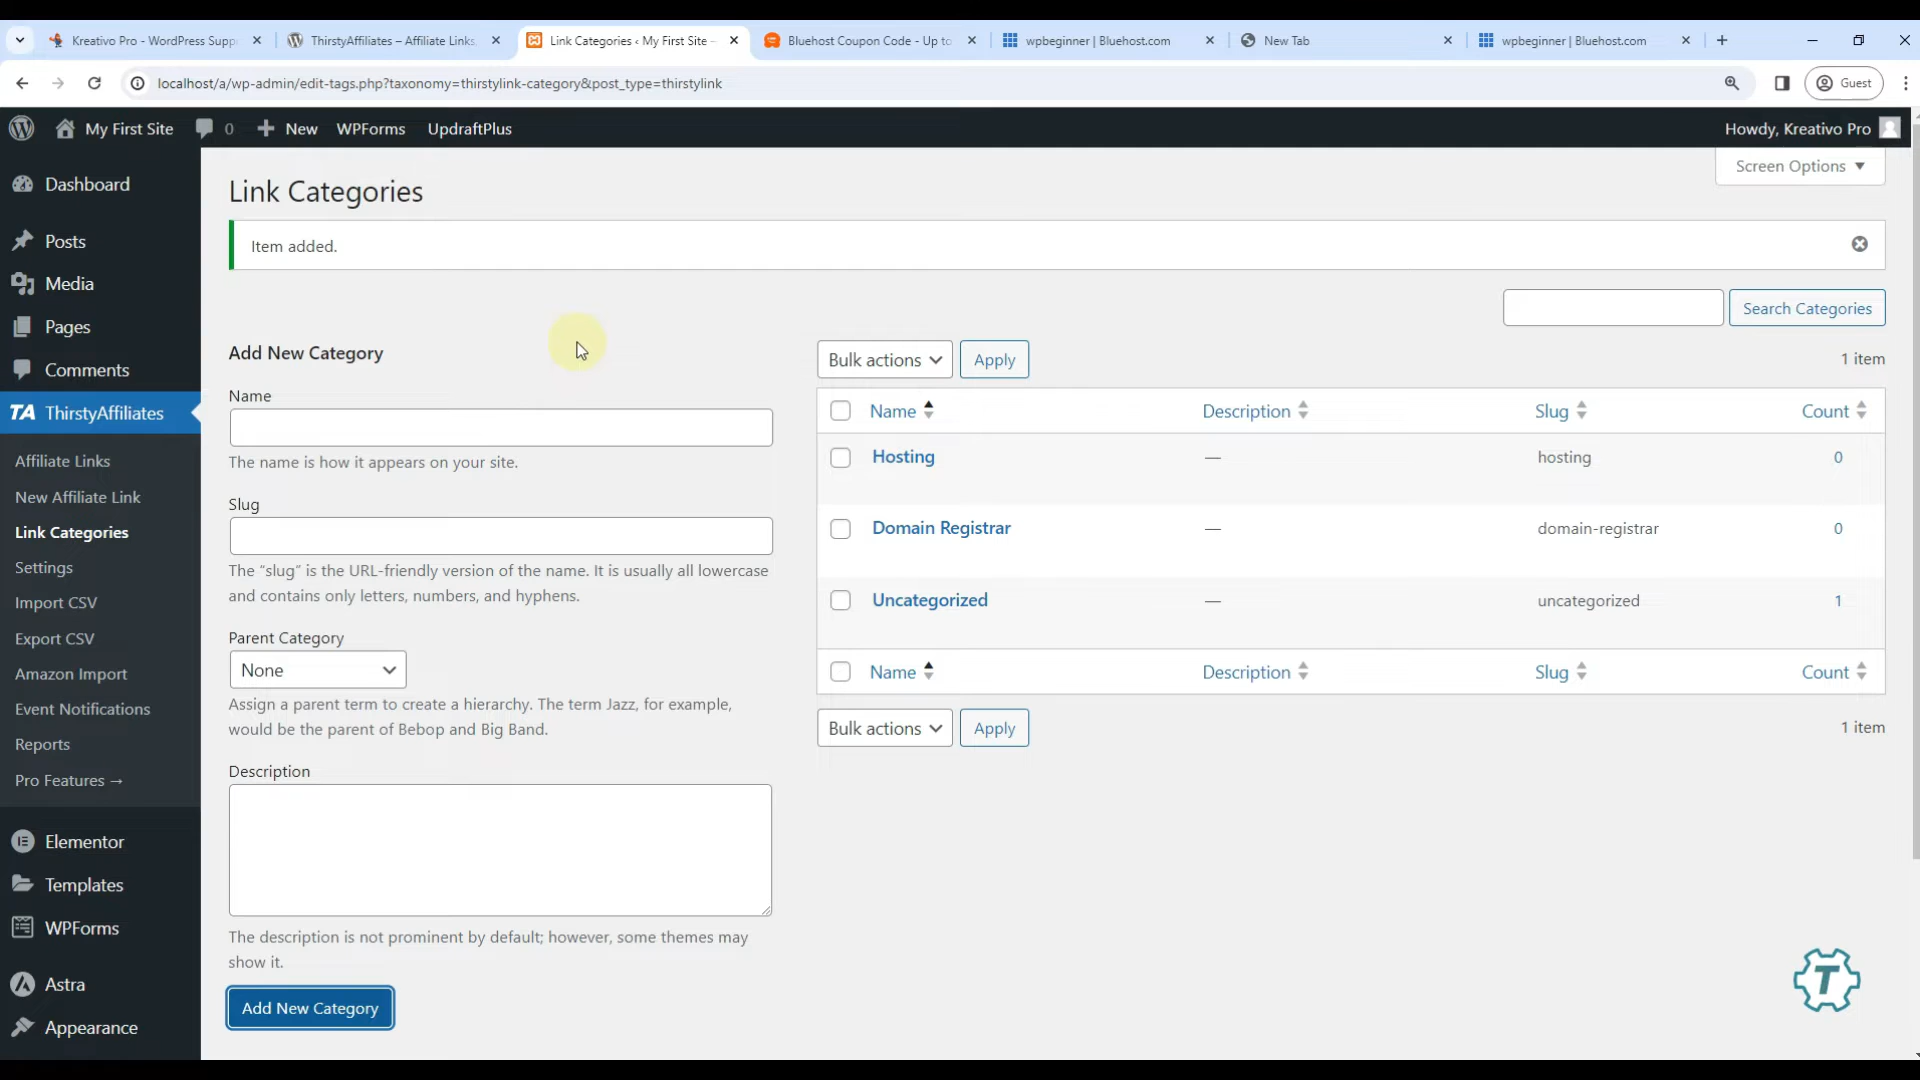 Kreativo Pro - WordPress Supp
ThirstyAffiliates – Affiliate Links,
Link Categories ‹ My First Site –
Bluehost Coupon Code - Up to
wpbeginner | Bluehost.com
New Tab
wpbeginner | Bluehost.com
localhost/a/wp-admin/edit-tags.php?taxonomy=thirstylink-category&post_type=thirstylink
Guest
My First Site
0
New
WPForms
UpdraftPlus
Howdy, Kreativo Pro
Dashboard
Posts
Media
Pages
Comments
TA ThirstyAffiliates
Affiliate Links
New Affiliate Link
Link Categories
Settings
Import CSV
Export CSV
Amazon Import
Event Notifications
Reports
Pro Features →
Elementor
Templates
WPForms
Astra
Appearance
Screen Options
Link Categories
Item added.
Search Categories
Add New Category
Name
The name is how it appears on your site.
Slug
The “slug” is the URL-friendly version of the name. It is usually all lowercase
and contains only letters, numbers, and hyphens.
Parent Category
None
Assign a parent term to create a hierarchy. The term Jazz, for example,
would be the parent of Bebop and Big Band.
Description
The description is not prominent by default; however, some themes may
show it.
Add New Category
Bulk actions Apply 1 item
Name Description Slug Count
Hosting — hosting 0
Domain Registrar — domain-registrar 0
Uncategorized — uncategorized 1
Name Description Slug Count
Bulk actions Apply 1 item
T